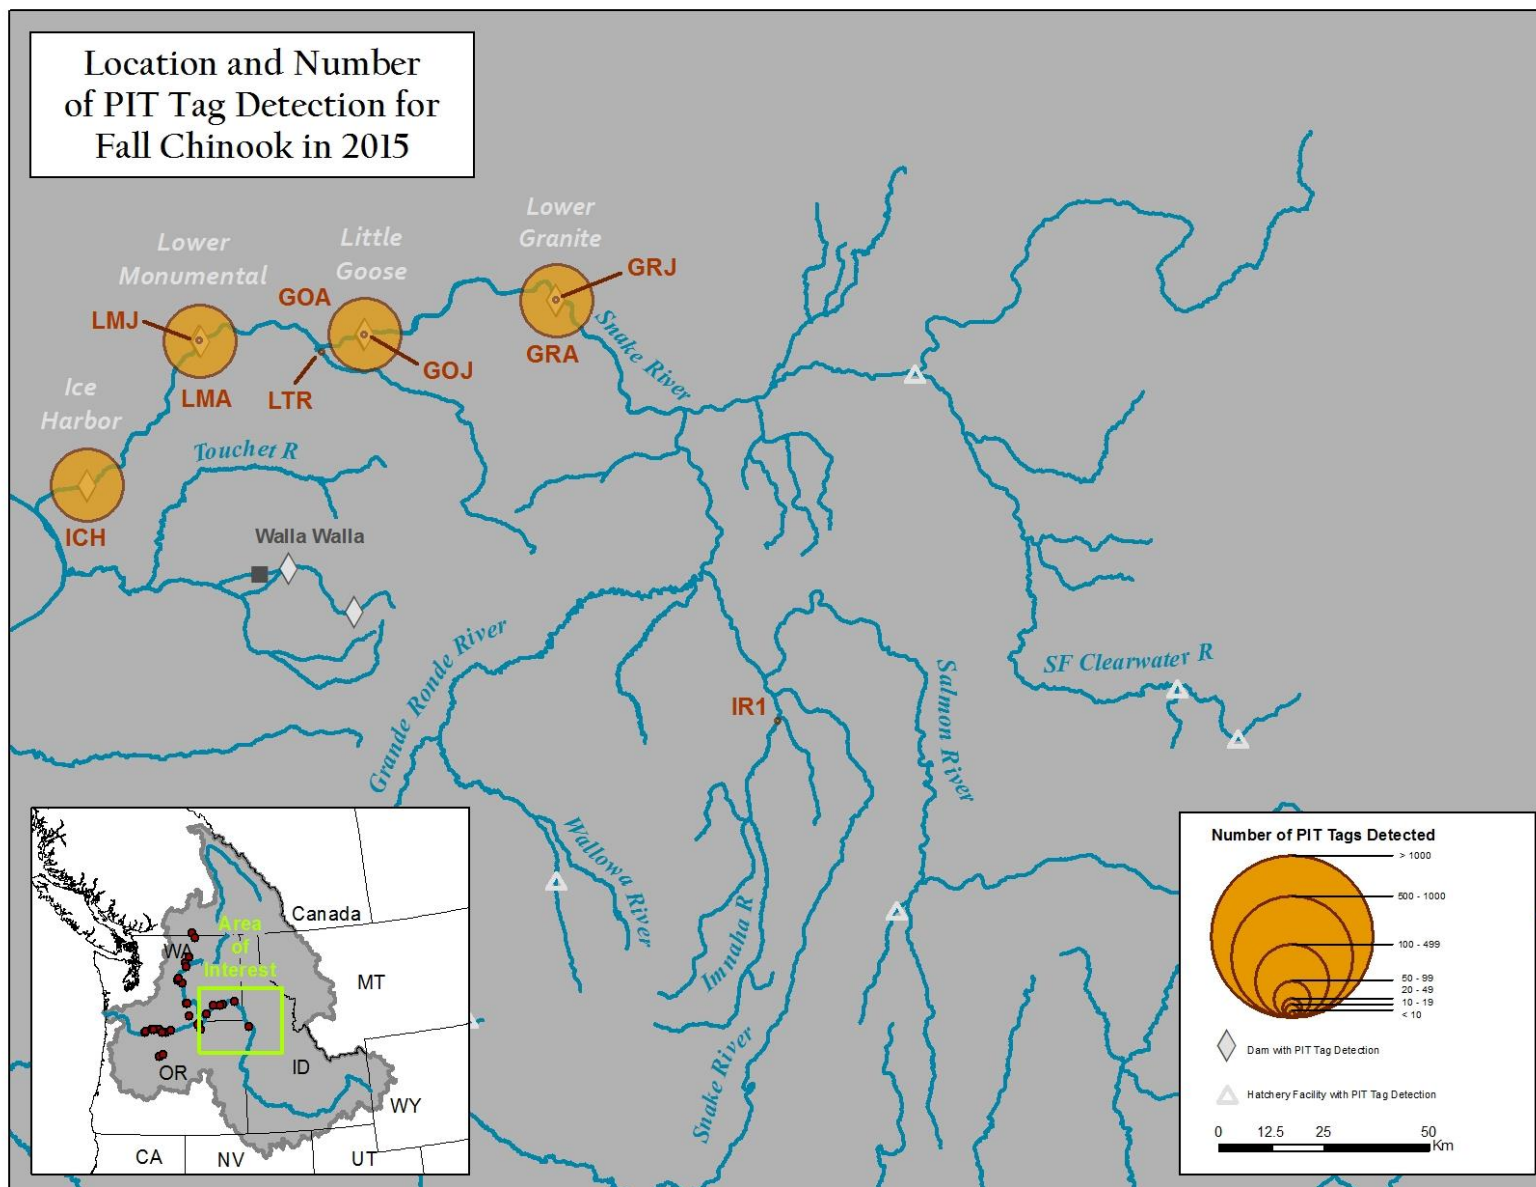 Location and Number
of PIT Tag Detection for
Fall Chinook in 2015
Lower
Granite
Little
Goose
Lower
Monumental
GRJ
GOA
LMJ
Snake River
GRA
GOJ
LTR
LMA
Ice
Harbor
Touchet R
ICH
Walla Walla
Grande Ronde River
SF Clearwater R
Salmon River
IR1
Wallowa River
Imnaha R
Snake River
Canada
Area
of
Interest
WA
MT
OR
ID
WY
CA
NV
UT
Number of PIT Tags Detected
> 1000
500 - 1000
100 - 499
50 - 99
20 - 49
10 - 19
< 10
Dam with PIT Tag Detection
Hatchery Facility with PIT Tag Detection
0 12.5 25 50
Km